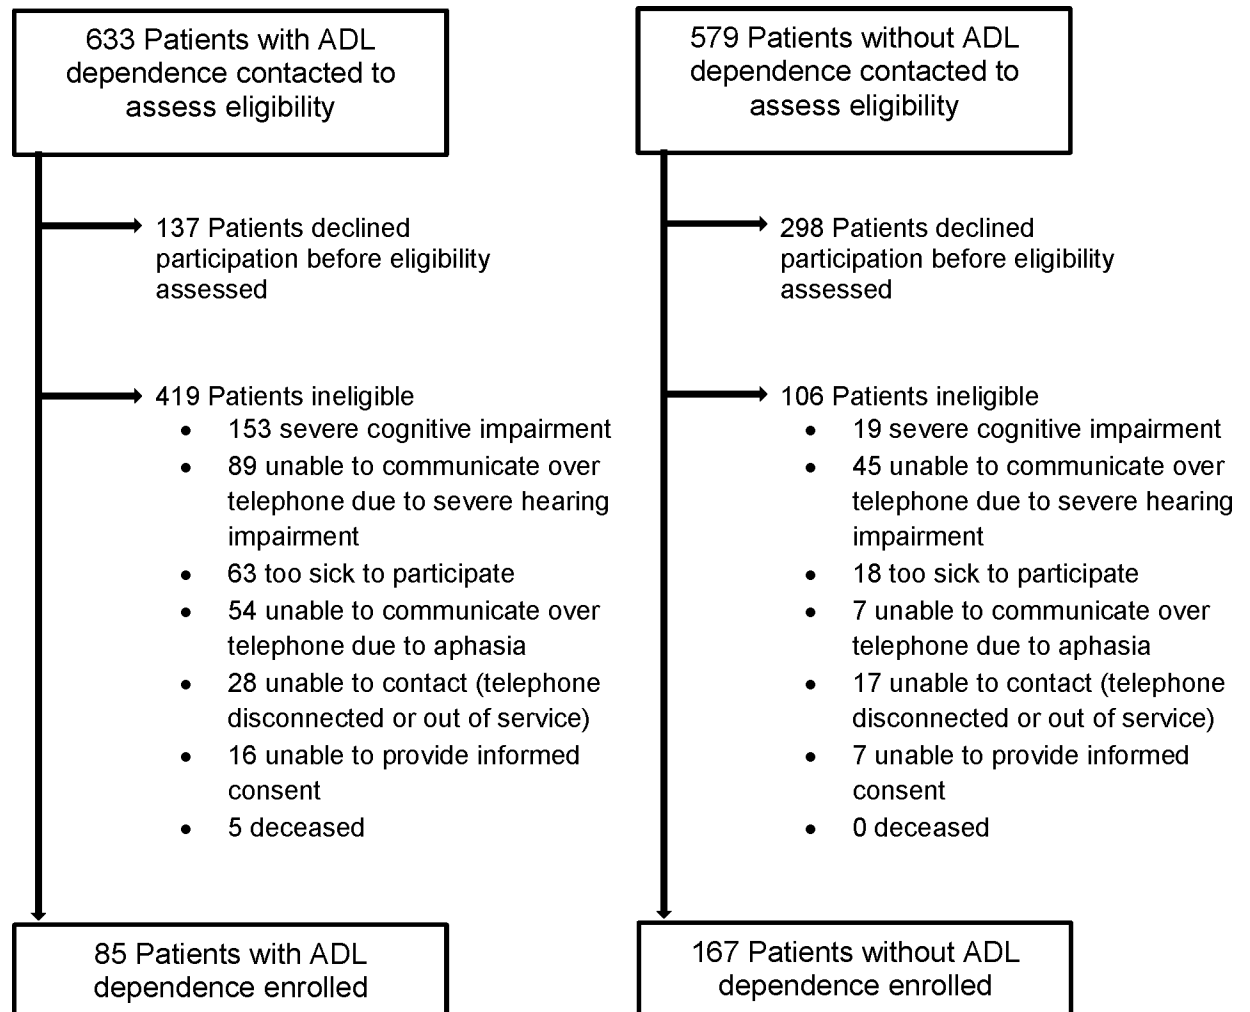 633 Patients with ADL
dependence contacted to
assess eligibility
137 Patients declined
participation before eligibility
assessed
419 Patients ineligible
• 153 severe cognitive impairment
• 89 unable to communicate over
telephone due to severe hearing
impairment
• 63 too sick to participate
• 54 unable to communicate over
telephone due to aphasia
• 28 unable to contact (telephone
disconnected or out of service)
• 16 unable to provide informed
consent
• 5 deceased
85 Patients with ADL
dependence enrolled
579 Patients without ADL
dependence contacted to
assess eligibility
298 Patients declined
participation before eligibility
assessed
106 Patients ineligible
• 19 severe cognitive impairment
• 45 unable to communicate over
telephone due to severe hearing
impairment
• 18 too sick to participate
• 7 unable to communicate over
telephone due to aphasia
• 17 unable to contact (telephone
disconnected or out of service)
• 7 unable to provide informed
consent
• 0 deceased
167 Patients without ADL
dependence enrolled